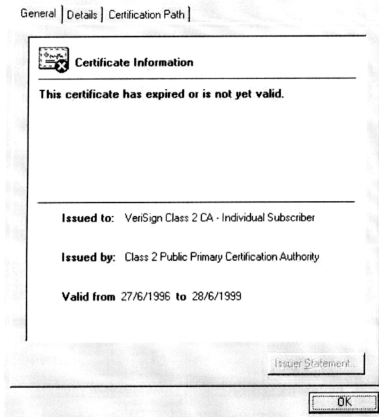 General Details Certification Path
Certificate Information
This certificate has expired or is not yet valid.
Issued to: VeriSign Class 2 CA - Individual Subscriber
Issued by: Class 2 Public Primary Certification Authority
Valid from 27/6/1996 to 28/6/1999
Issuer Statement...
OK